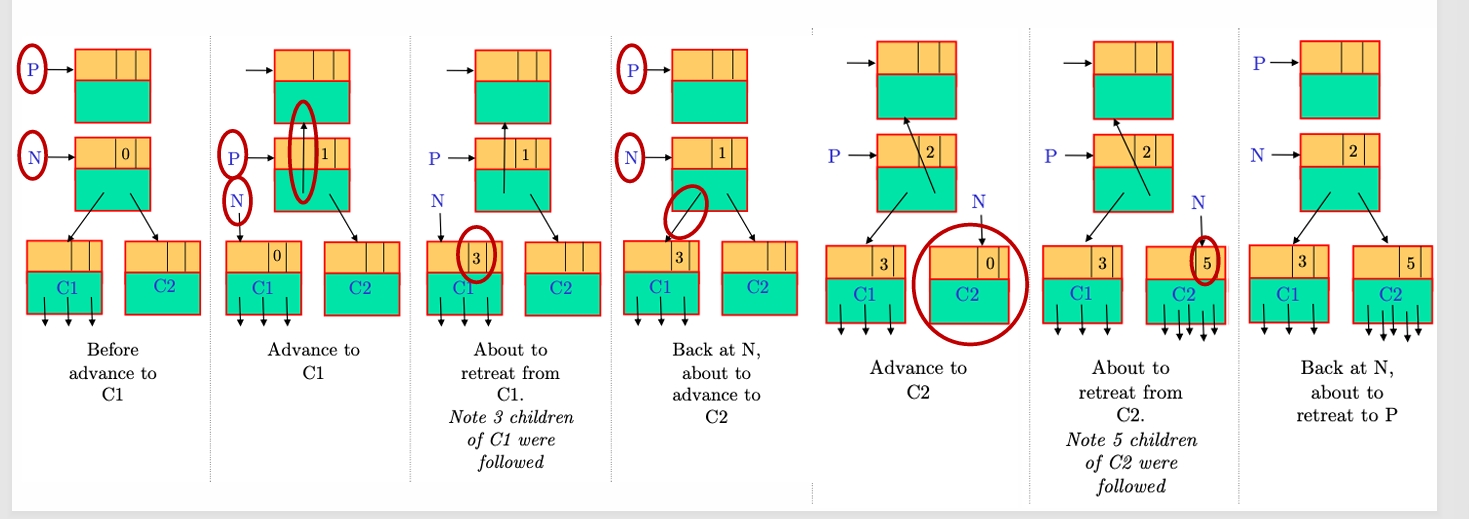 P
N
0
C1
C2
Before
advance to
C1
P
1
N
0
C1
C2
Advance to
C1
P
1
N
3
C1
C2
About to
retreat from
C1.
Note 3 children
of C1 were
followed
P
N
1
3
C1
C2
Back at N,
about to
advance to
C2
P
2
N
3
0
C1
C2
Advance to
C2
P
2
N
3
5
C1
C2
About to
retreat from
C2.
Note 5 children
of C2 were
followed
P
N
2
3
5
C1
C2
Back at N,
about to
retreat to P